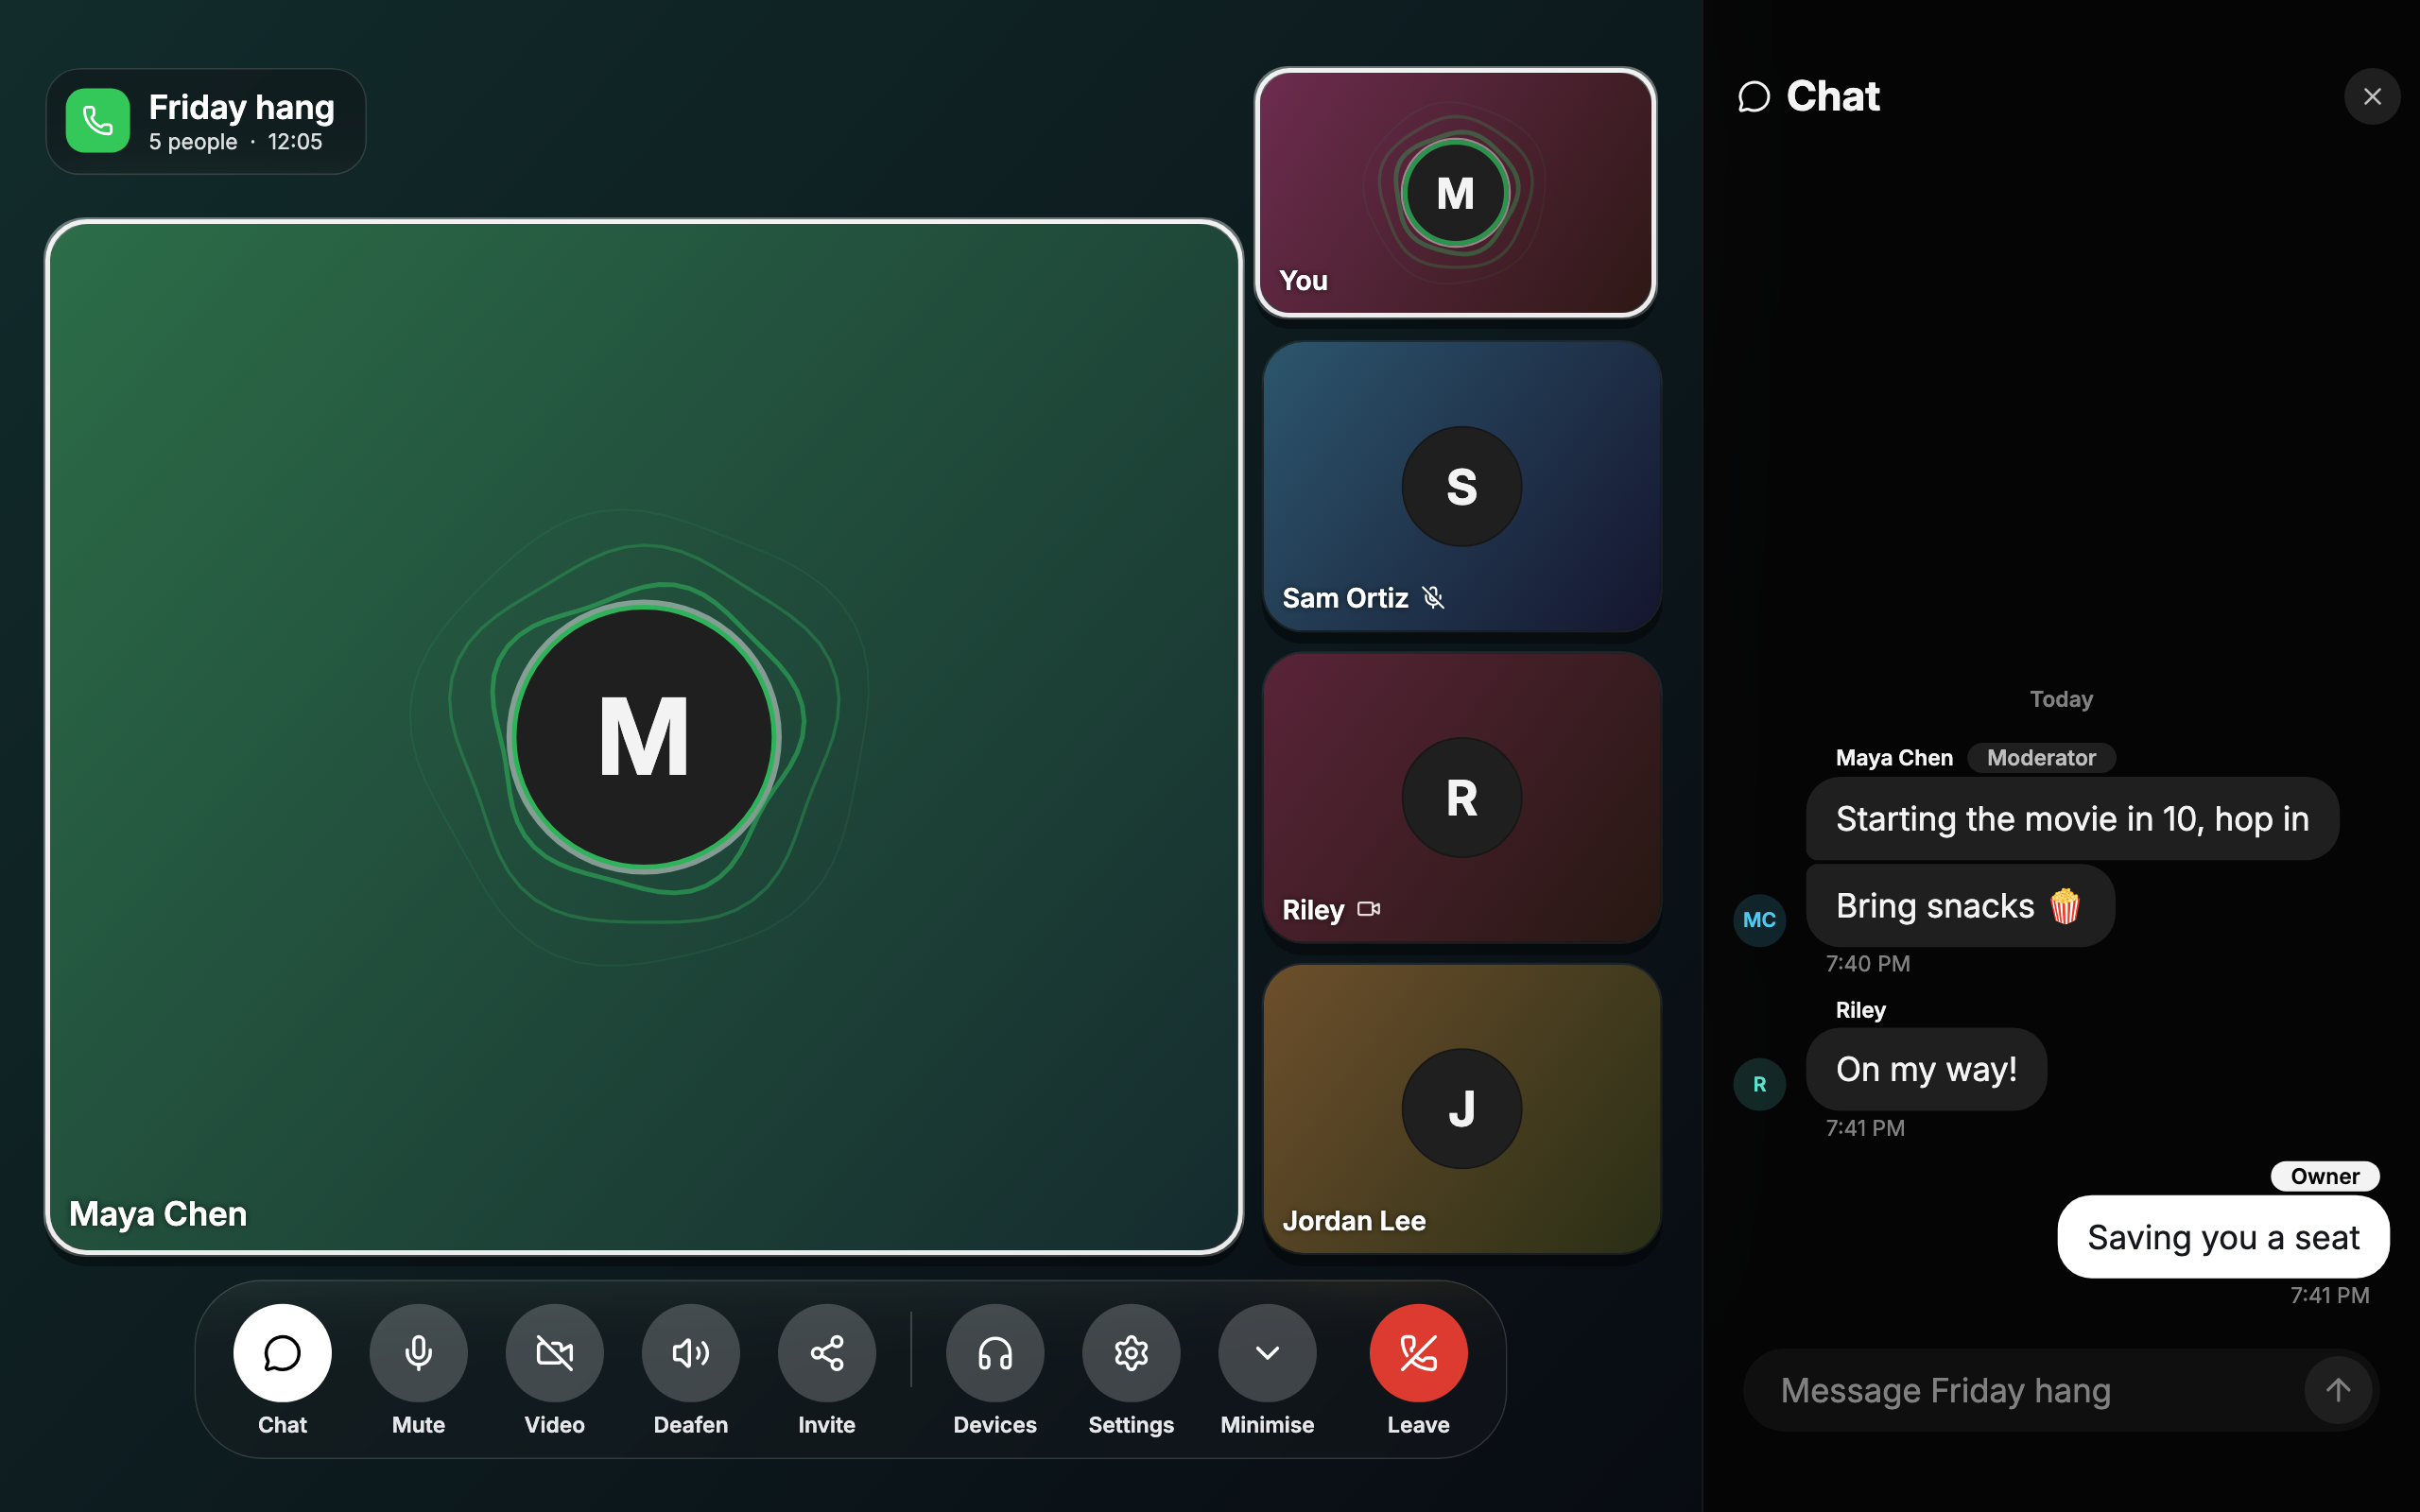 Friday hang
5 people · 12:05
M
Maya Chen
M
You
S
Sam Ortiz
R
Riley
J
Jordan Lee
Chat
Mute
Video
Deafen
Invite
Devices
Settings
Minimise
Leave
Chat
Today
Maya Chen Moderator
Starting the movie in 10, hop in
Bring snacks 🍿
MC
7:40 PM
Riley
On my way!
R
7:41 PM
Owner
Saving you a seat
7:41 PM
Message Friday hang